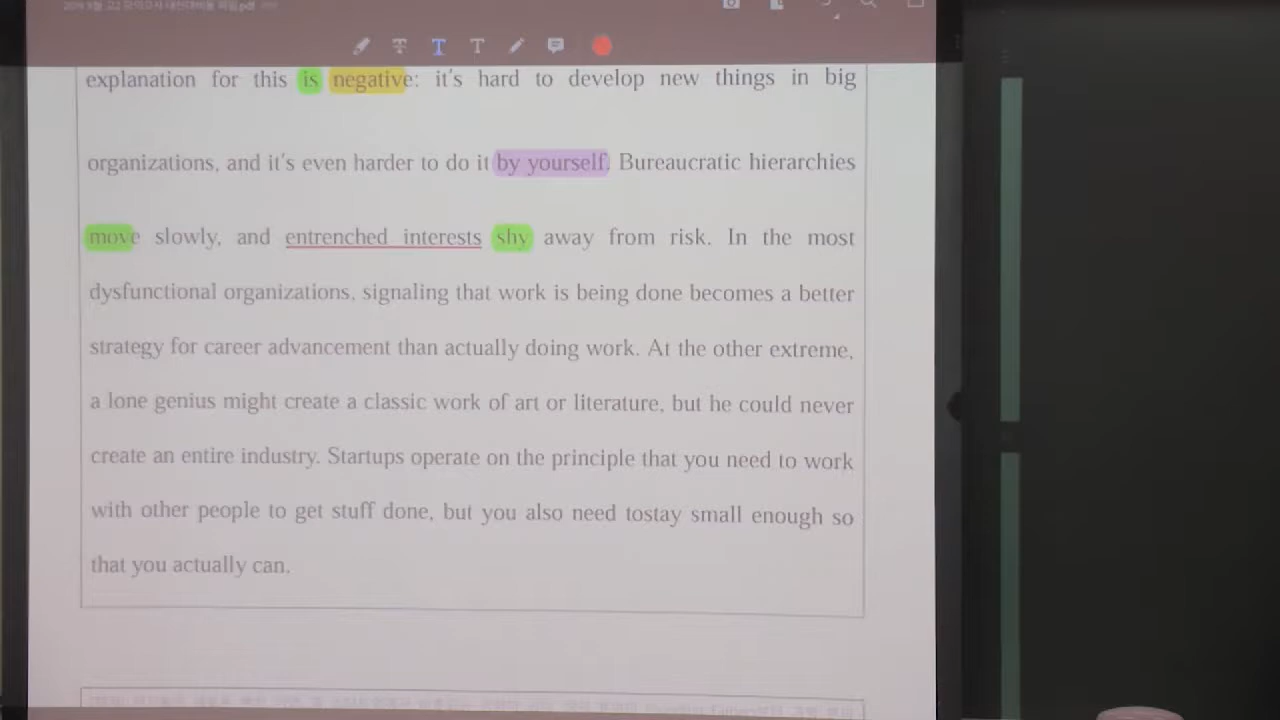 explanation for this is negative: it's hard to develop new things in big
organizations, and it's even harder to do it by yourself. Bureaucratic hierarchies
move slowly, and entrenched interests shy away from risk. In the most
dysfunctional organizations, signaling that work is being done becomes a better
strategy for career advancement than actually doing work. At the other extreme,
a lone genius might create a classic work of art or literature, but he could never
create an entire industry. Startups operate on the principle that you need to work
with other people to get stuff done, but you also need tostay small enough so
that you actually can.